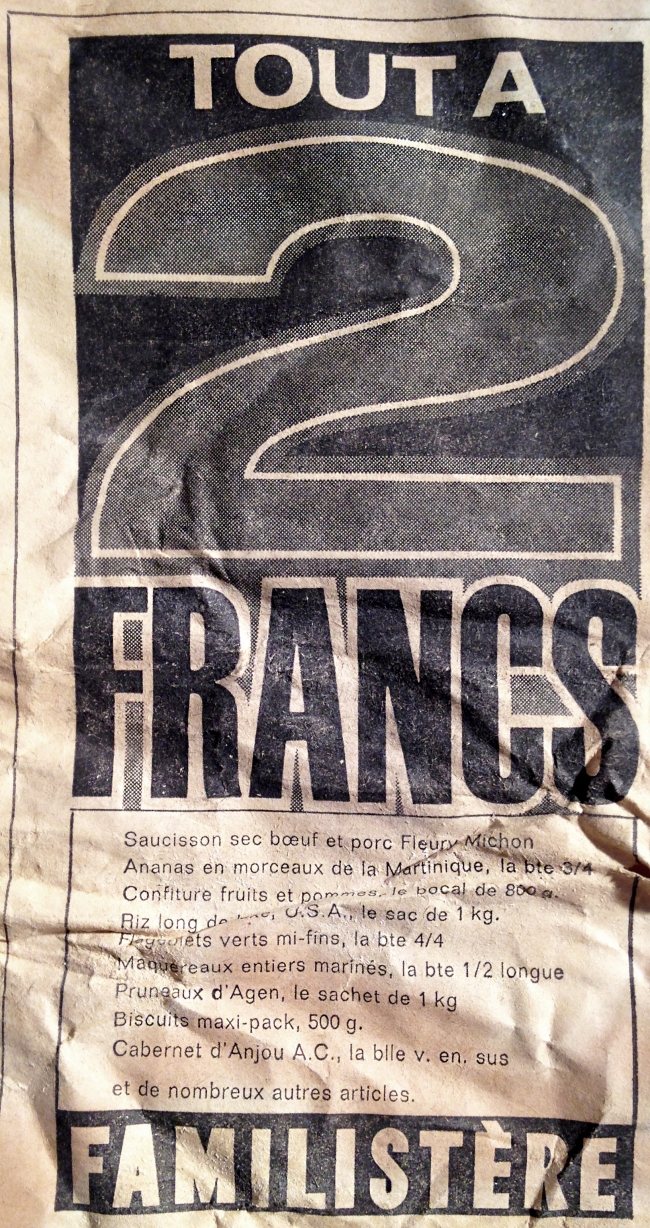 TOUT A
2
FRANCS
Saucisson sec bœuf et porc Fleury Michon
Ananas en morceaux de la Martinique, la bte 3/4
Confiture fruits et pommes, le bocal de 800 g.
Riz long de U.S.A., le sac de 1 kg.
Flageolets verts mi-fins, la bte 4/4
Maquereaux entiers marinés, la bte 1/2 longue
Pruneaux d'Agen, le sachet de 1 kg
Biscuits maxi-pack, 500 g.
Cabernet d'Anjou A.C., la blle v. en. sus
et de nombreux autres articles.
FAMILISTÈRE